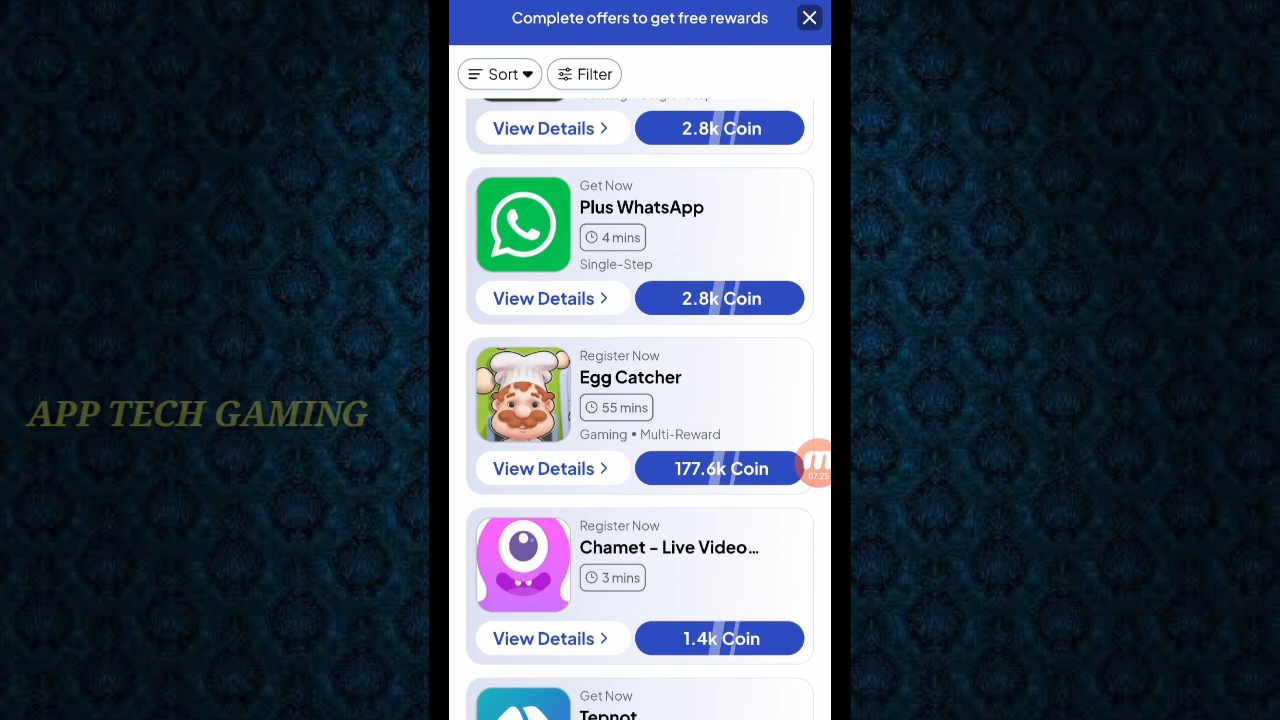 Complete offers to get free rewards
Sort
Filter
View Details
2.8k Coin
Get Now
Plus WhatsApp
4 mins
Single-Step
View Details
2.8k Coin
Register Now
Egg Catcher
55 mins
Gaming • Multi-Reward
View Details
177.6k Coin
07:25
APP TECH GAMING
Register Now
Chamet - Live Video...
3 mins
View Details
1.4k Coin
Get Now